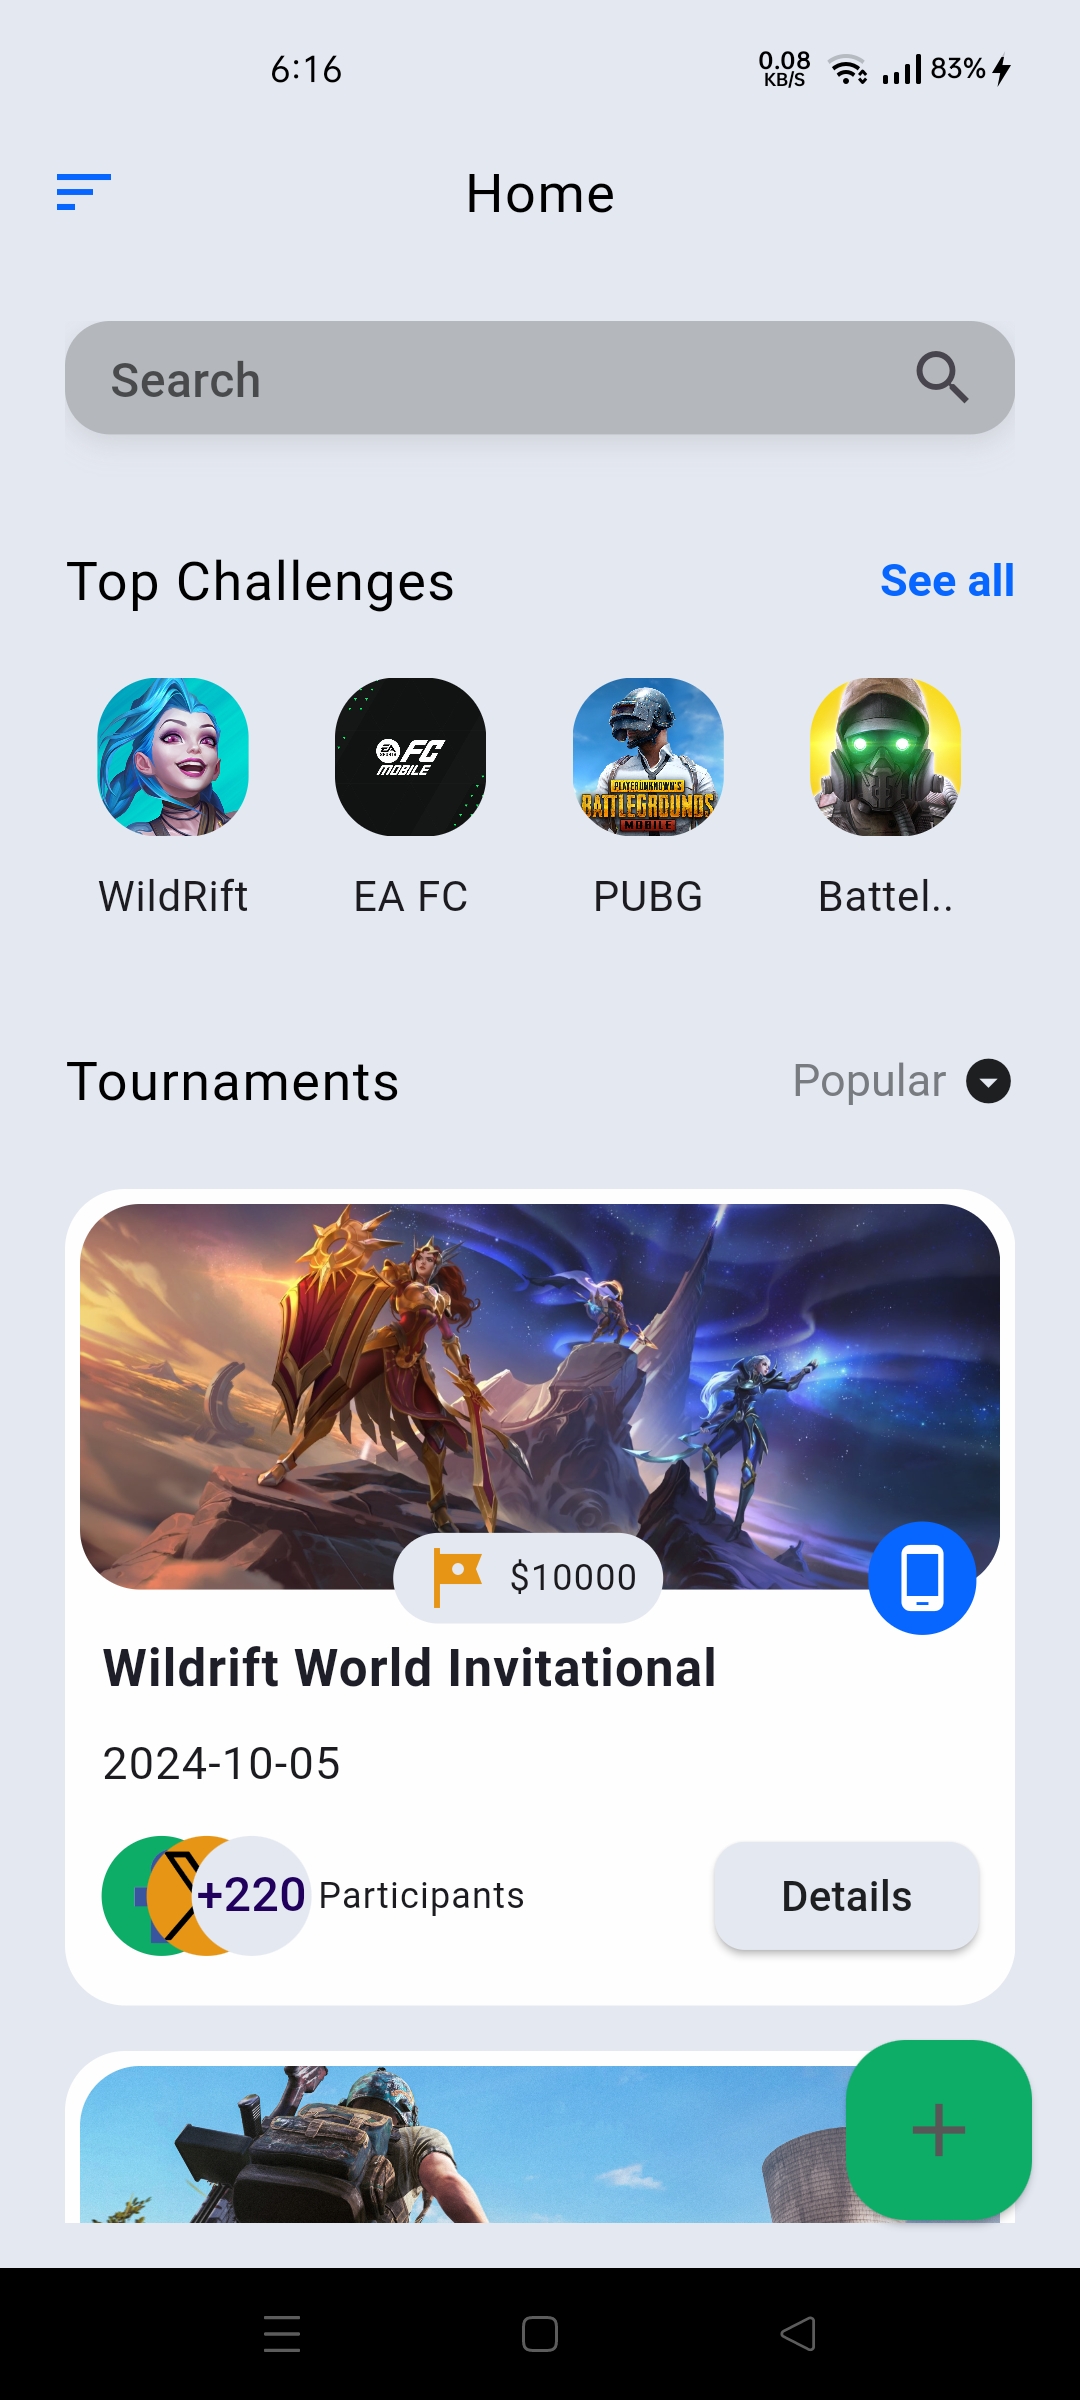 6:16
0.08
KB/S
83%
Home
Search
Top Challenges
See all
EA
SPORTS
FC
MOBILE
PLAYERUNKNOWN'S
BATTLEGROUNDS
MOBILE
WildRift
EA FC
PUBG
Battel..
Tournaments
Popular
$10000
Wildrift World Invitational
2024-10-05
+220
Participants
Details